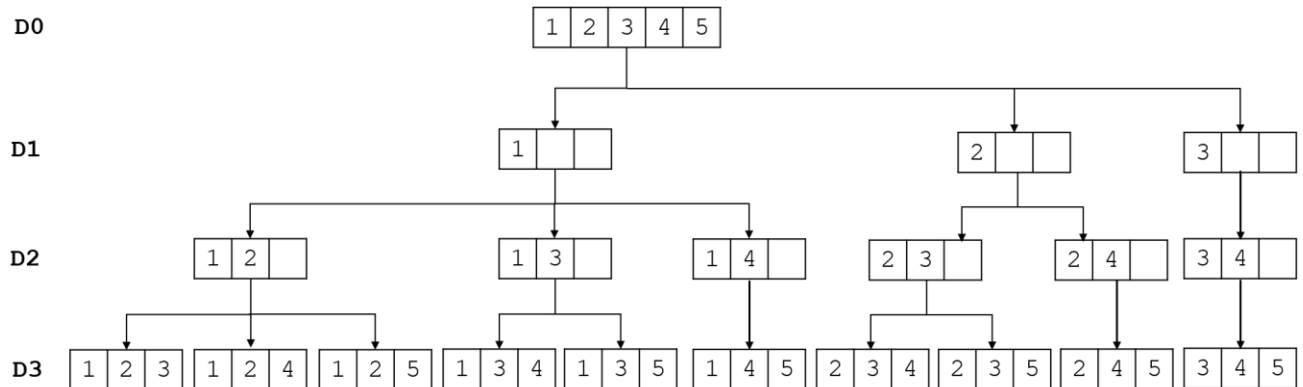 D0 1 2 3 4 5
D1 1 2 3
D2 1 2 1 3 1 4 2 3 2 4 3 4
D3 1 2 3 1 2 4 1 2 5 1 3 4 1 3 5 1 4 5 2 3 4 2 3 5 2 4 5 3 4 5